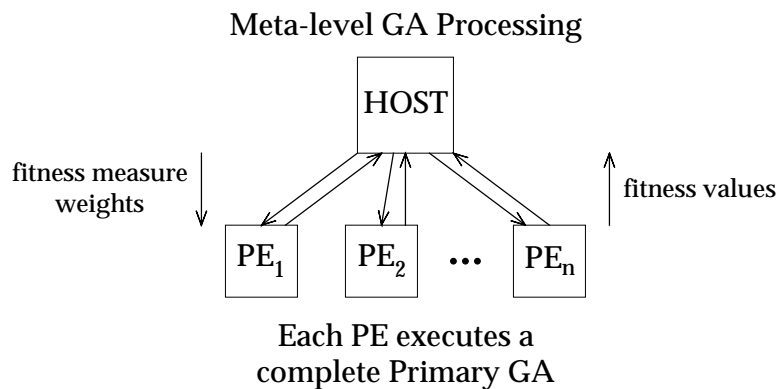 Meta-level GA Processing
HOST
fitness measure
weights
fitness values
PE1
PE2
...
PEn
Each PE executes a
complete Primary GA